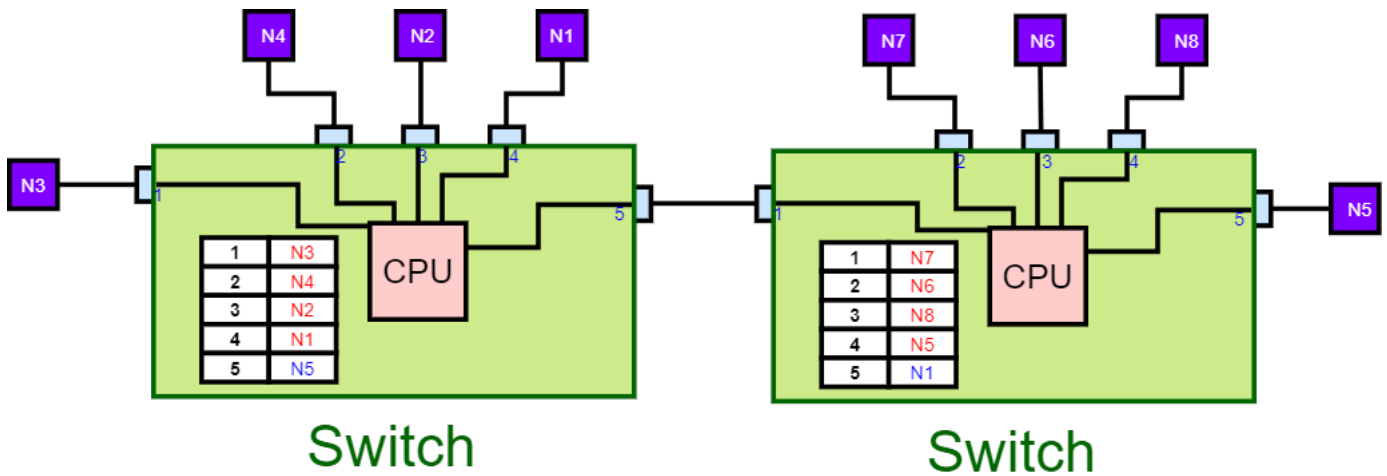 N4 N2 N1 N7 N6 N8
N3 1 2 3 4 5 1 2 3 4 5 N5
CPU CPU
1 N3
2 N4
3 N2
4 N1
5 N5
1 N7
2 N6
3 N8
4 N5
5 N1
Switch Switch